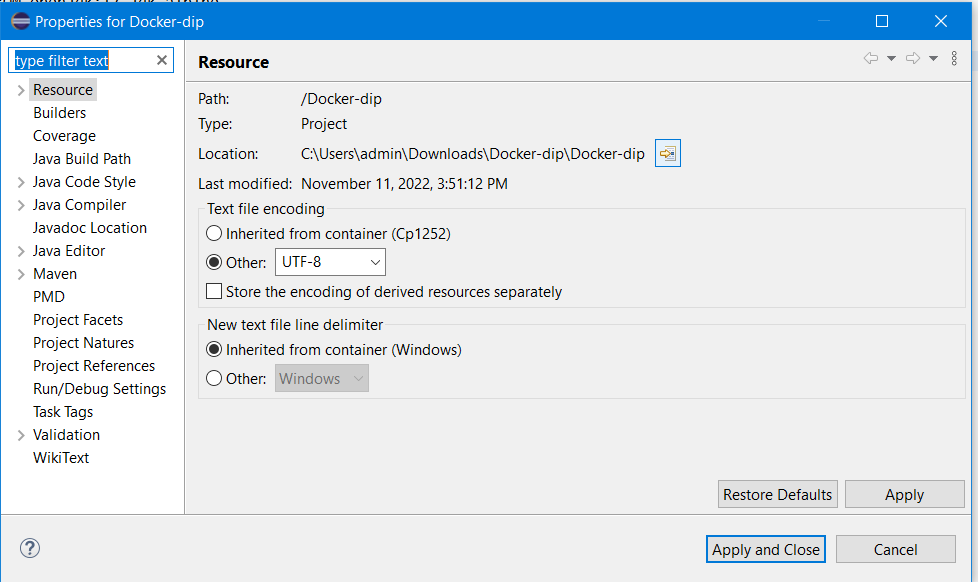 Properties for Docker-dip
type filter text
Resource
Builders
Coverage
Java Build Path
Java Code Style
Java Compiler
Javadoc Location
Java Editor
Maven
PMD
Project Facets
Project Natures
Project References
Run/Debug Settings
Task Tags
Validation
WikiText
Resource
Path: /Docker-dip
Type: Project
Location: C:\Users\admin\Downloads\Docker-dip\Docker-dip
Last modified: November 11, 2022, 3:51:12 PM
Text file encoding
Inherited from container (Cp1252)
Other: UTF-8
Store the encoding of derived resources separately
New text file line delimiter
Inherited from container (Windows)
Other: Windows
Restore Defaults Apply
Apply and Close Cancel